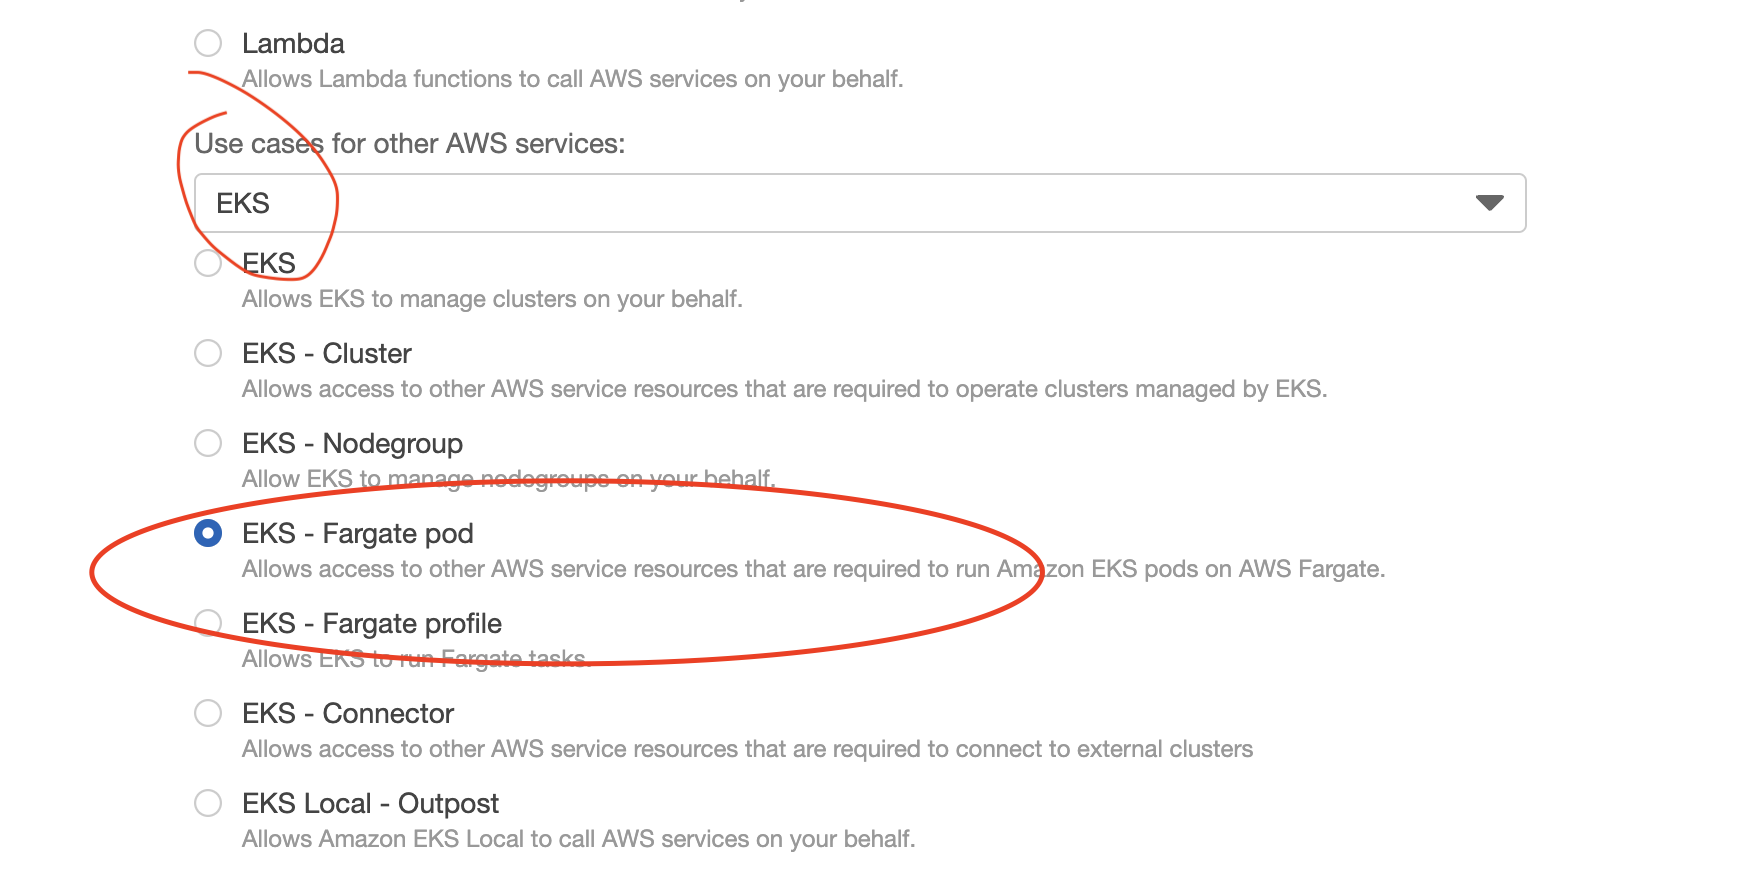 Lambda
Allows Lambda functions to call AWS services on your behalf.
Use cases for other AWS services:
EKS
EKS
Allows EKS to manage clusters on your behalf.
EKS - Cluster
Allows access to other AWS service resources that are required to operate clusters managed by EKS.
EKS - Nodegroup
Allow EKS to manage nodegroups on your behalf.
EKS - Fargate pod
Allows access to other AWS service resources that are required to run Amazon EKS pods on AWS Fargate.
EKS - Fargate profile
Allows EKS to run Fargate tasks.
EKS - Connector
Allows access to other AWS service resources that are required to connect to external clusters
EKS Local - Outpost
Allows Amazon EKS Local to call AWS services on your behalf.